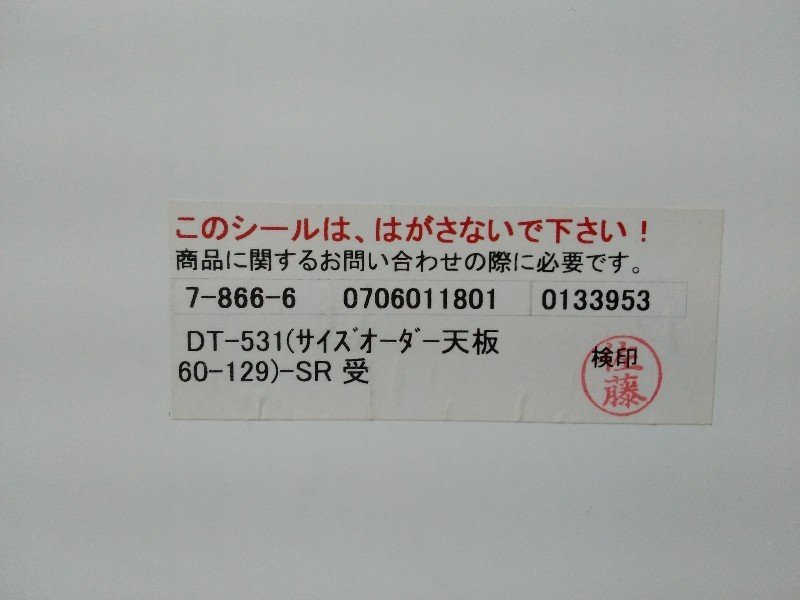 このシールは、はがさないで下さい！
商品に関するお問い合わせの際に必要です。
7-866-6 0706011801 0133953
DT-531(サイズオーダー天板
60-129)-SR 受
検印
佐藤